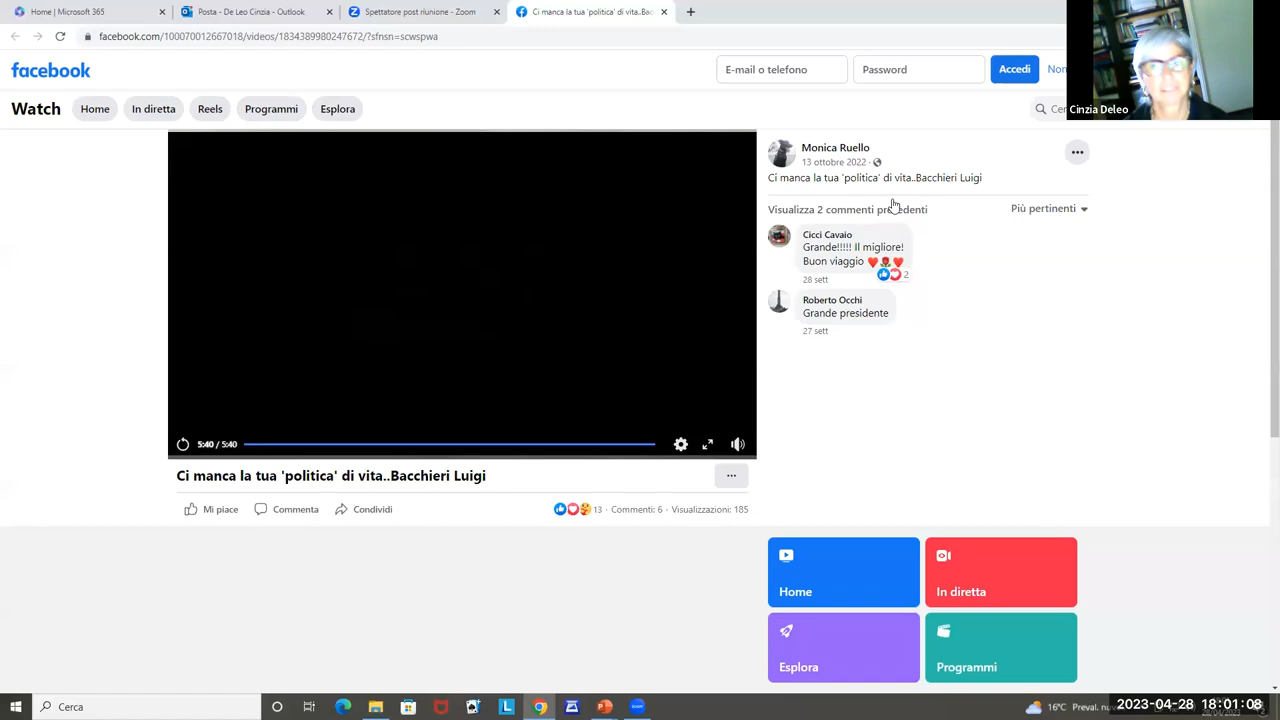 Home | Microsoft 365
Posta - De Leo Cinzia - Outlook
Spettatore post riunione - Zoom
Ci manca la tua 'politica' di vita..Bac
facebook.com/100070012667018/videos/1834389980247672/?sfnsn=scwspwa
facebook
E-mail o telefono
Password
Accedi
Non
Watch
Home
In diretta
Reels
Programmi
Esplora
Cer
Cinzia Deleo
Monica Ruello
13 ottobre 2022
Ci manca la tua 'politica' di vita..Bacchieri Luigi
Visualizza 2 commenti precedenti
Più pertinenti
Cicci Cavaio
Grande!!!!! Il migliore!
Buon viaggio ❤️🌹❤️
2
28 sett
Roberto Occhi
Grande presidente
27 sett
5:40 / 5:40
Ci manca la tua 'politica' di vita..Bacchieri Luigi
Mi piace
Commenta
Condividi
13 · Commenti: 6 · Visualizzazioni: 185
Home
In diretta
Esplora
Programmi
Cerca
16°C Preval. nuv
2023-04-28 18:01:08